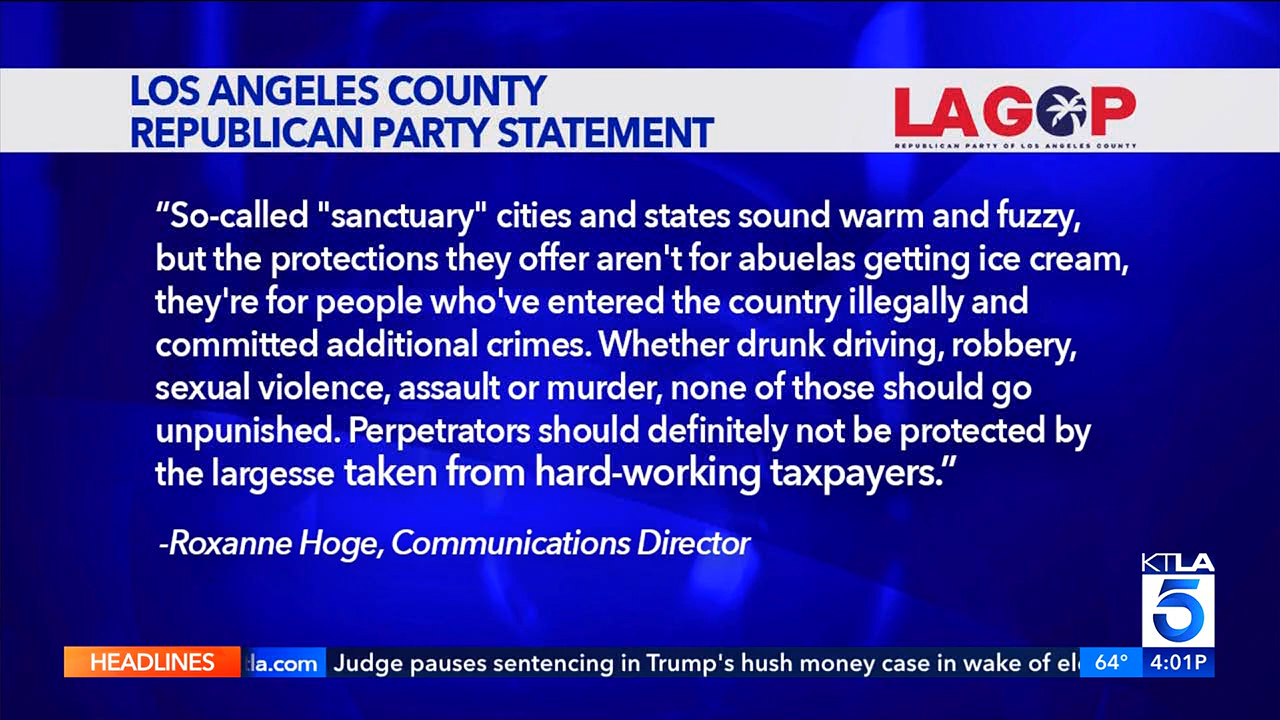 LOS ANGELES COUNTY
REPUBLICAN PARTY STATEMENT
LAGOP
REPUBLICAN PARTY OF LOS ANGELES COUNTY
“So-called "sanctuary" cities and states sound warm and fuzzy,
but the protections they offer aren't for abuelas getting ice cream,
they're for people who've entered the country illegally and
committed additional crimes. Whether drunk driving, robbery,
sexual violence, assault or murder, none of those should go
unpunished. Perpetrators should definitely not be protected by
the largesse taken from hard-working taxpayers.”
-Roxanne Hoge, Communications Director
KTLA
5
HEADLINES la.com Judge pauses sentencing in Trump's hush money case in wake of el 64° 4:01P